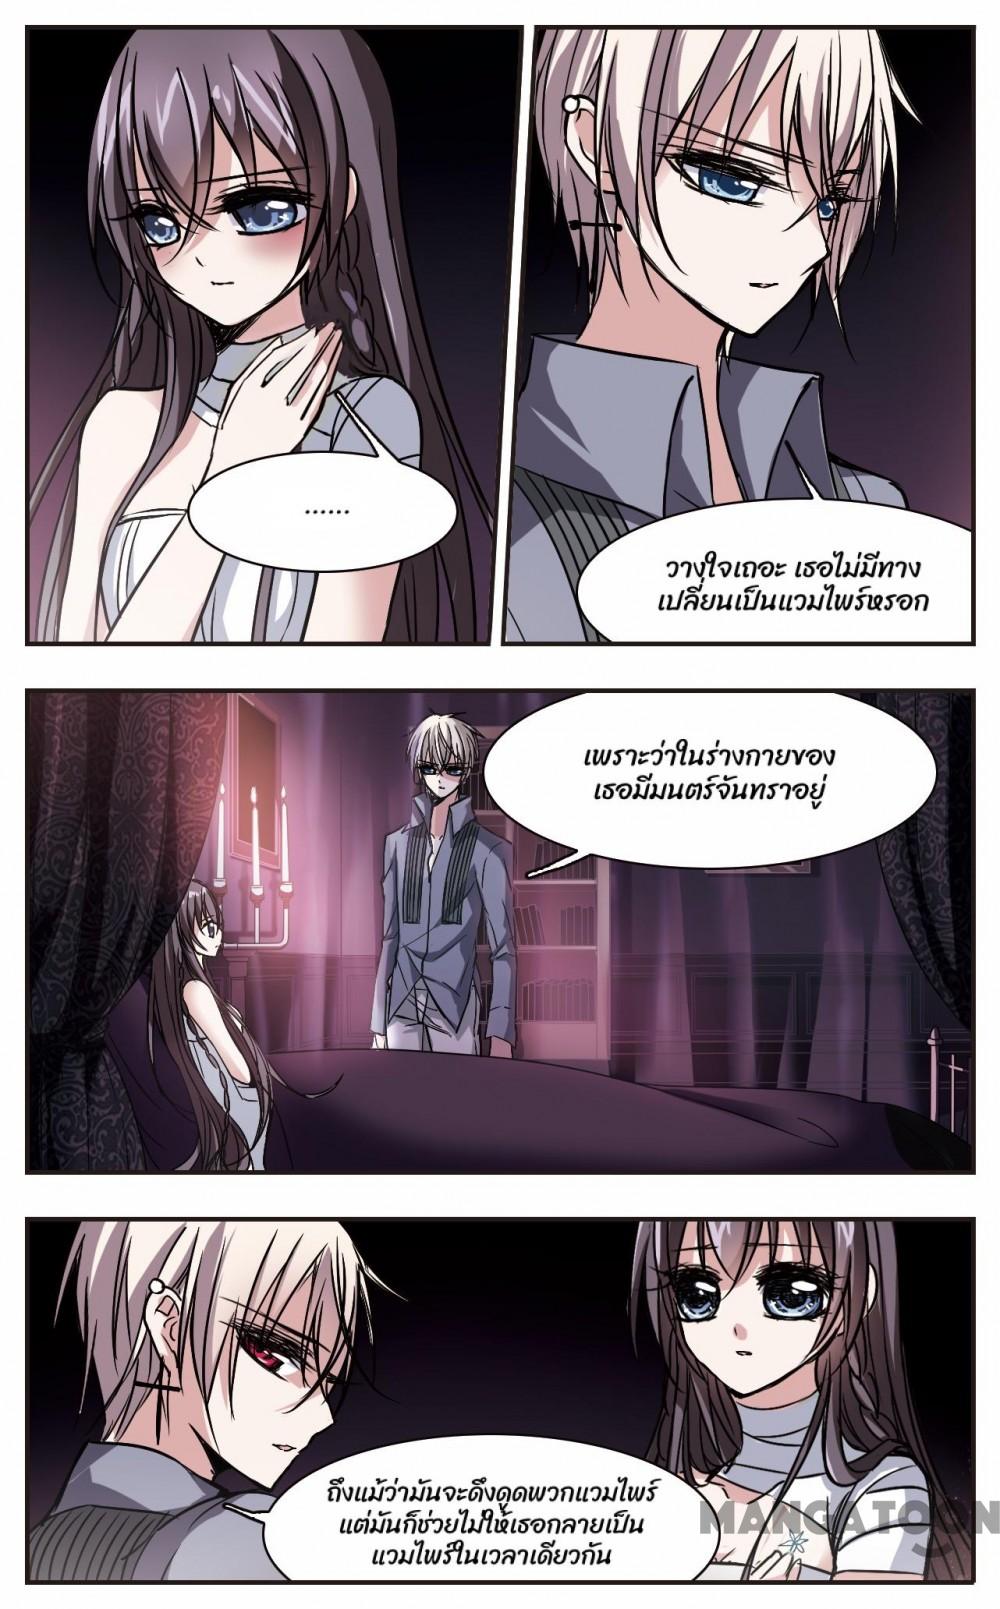 ......
วางใจเถอะ เธอไม่มีทาง
เปลี่ยนเป็นแวมไพร์หรอก
เพราะว่าในร่างกายของ
เธอมีมนตร์จันทราอยู่
ถึงแม้ว่ามันจะดึงดูดพวกแวมไพร์
แต่มันก็ช่วยไม่ให้เธอกลายเป็น
แวมไพร์ในเวลาเดียวกัน
MANGATOON